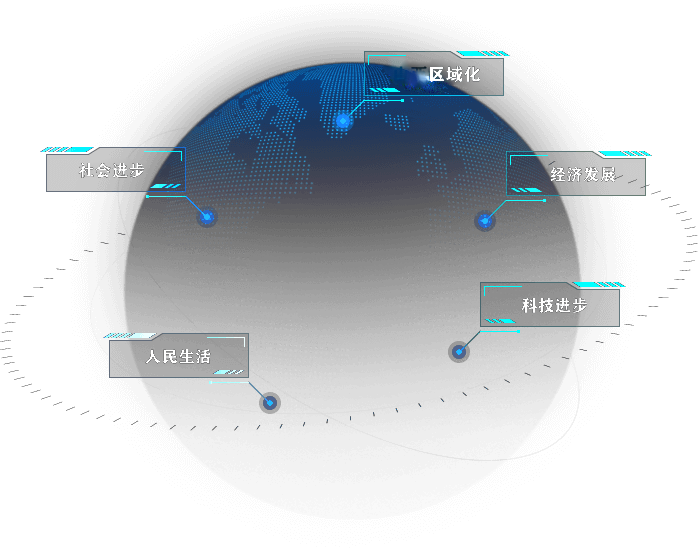 区域化
社会进步
经济发展
科技进步
人民生活